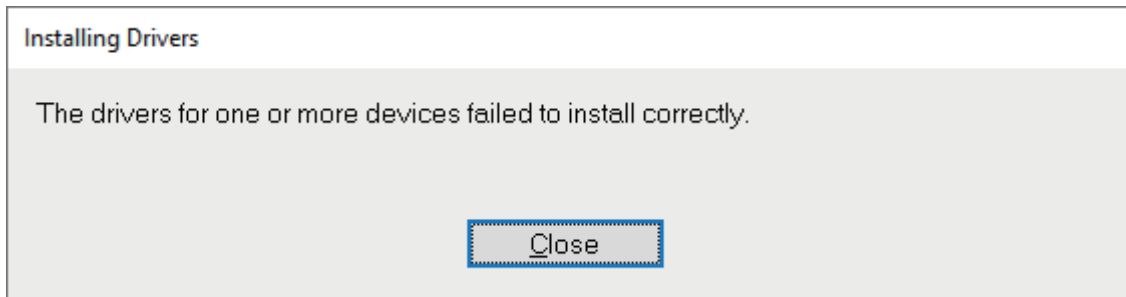 Installing Drivers
The drivers for one or more devices failed to install correctly.
Close